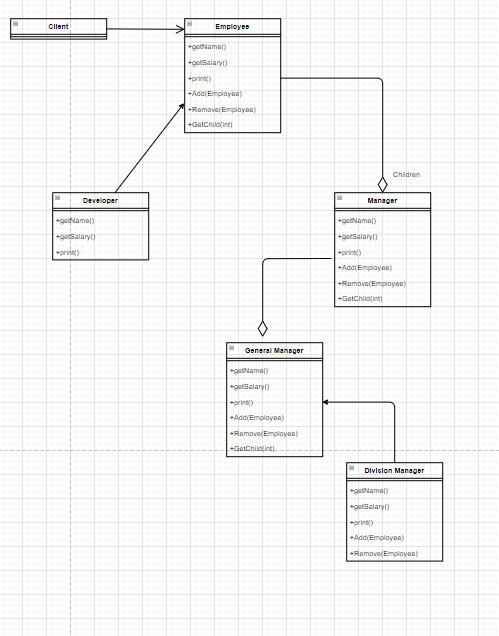 Client
Employee
+getName()
+getSalary()
+print()
+Add(Employee)
+Remove(Employee)
+GetChild(int)
Children
Developer
+getName()
+getSalary()
+print()
Manager
+getName()
+getSalary()
+print()
+Add(Employee)
+Remove(Employee)
+GetChild(int)
General Manager
+getName()
+getSalary()
+print()
+Add(Employee)
+Remove(Employee)
+GetChild(int)
Division Manager
+getName()
+getSalary()
+print()
+Add(Employee)
+Remove(Employee)